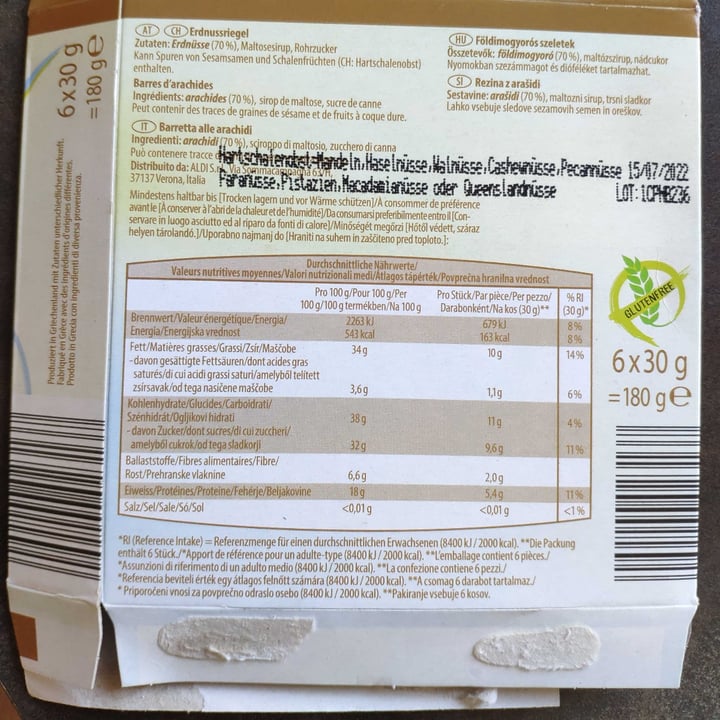 AT CH Erdnussriegel
Zutaten: Erdnüsse (70%), Maltosesirup, Rohrzucker
Kann Spuren von Sesamsamen und Schalenfrüchten (CH: Hartschalenobst)
enthalten.
Barres d'arachides
Ingrédients: arachides (70%), sirop de maltose, sucre de canne
Peut contenir des traces de graines de sésame et de fruits à coque dure.
IT Barretta alle arachidi
Ingredienti: arachidi (70%), sciroppo di maltosio, zucchero di canna
Può contenere tracce
Distribuito da: ALDI S.r.l. Via Sommacampagna 63/H,
37137 Verona, Italia
HU Földimogyorós szeletek
Összetevők: földimogyoró (70%), maltózszirup, nádcukor
Nyomokban szezámmagot és dióféléket tartalmazhat.
SI Rezina z arašidi
Sestavine: arašidi (70%), maltozni sirup, trsni sladkor
Lahko vsebuje sledove sezamovih semen in oreškov.
Hartschalenobst-Mandeln,Haselnüsse,Walnüsse,Cashewnüsse,Pecannüsse 15/07/2022
Paranüsse,Pistazien,Macadamianüsse oder Queenslandnüsse LOT:
Mindestens haltbar bis [Trocken lagern und vor Wärme schützen]/À consommer de préférence
avant le [À conserver à l'abri de la chaleur et de l'humidité]/Da consumarsi preferibilmente entro il [Con-
servare in luogo asciutto ed al riparo da fonti di calore]/Minőségét megőrzi [Hőtől védett, száraz
helyen tárolandó.]/Uporabno najmanj do [Hraniti na suhem in zaščiteno pred toploto.]:
Durchschnittliche Nährwerte/
Valeurs nutritives moyennes/Valori nutrizionali medi/Átlagos tápérték/Povprečna hranilna vrednost
Pro 100 g/Pour 100 g/Per Pro Stück/Par pièce/Per pezzo/ % RI
100 g/100 g termékben/Na 100 g Darabonként/Na kos (30 g)** (30 g)*
Brennwert/Valeur énergétique/Energia/ 2263 kJ 679 kJ 8 %
Energia/Energijska vrednost 543 kcal 163 kcal 8 %
Fett/Matières grasses/Grassi/Zsír/Maščobe 34 g 10 g 14 %
- davon gesättigte Fettsäuren/dont acides gras
saturés/di cui acidi grassi saturi/amelyből telített
zsírsavak/od tega nasičene maščobe 3,6 g 1,1 g 6 %
Kohlenhydrate/Glucides/Carboidrati/
Szénhidrát/Ogljikovi hidrati 38 g 11 g 4 %
- davon Zucker/dont sucres/di cui zuccheri/
amelyből cukrok/od tega sladkorji 32 g 9,6 g 11 %
Ballaststoffe/Fibres alimentaires/Fibre/
Rost/Prehranske vlaknine 6,6 g 2,0 g
Eiweiss/Protéines/Proteine/Fehérje/Beljakovine 18 g 5,4 g 11 %
Salz/Sel/Sale/Só/Sol <0,01 g <0,01 g <1 %
*RI (Reference Intake) = Referenzmenge für einen durchschnittlichen Erwachsenen (8400 kJ / 2000 kcal). **Die Packung
enthält 6 Stück./*Apport de référence pour un adulte-type (8400 kJ / 2000 kcal). **L'emballage contient 6 pièces./
*Assunzioni di riferimento di un adulto medio (8400 kJ / 2000 kcal). **La confezione contiene 6 pezzi./
*Referencia beviteli érték egy átlagos felnőtt számára (8400 kJ / 2000 kcal). **A csomag 6 darabot tartalmaz./
* Priporočeni vnosi za povprečno odraslo osebo (8400 kJ / 2000 kcal). **Pakiranje vsebuje 6 kosov.
GLUTENFREE
6 x 30 g
= 180 g e
6 x 30 g
= 180 g e
Produziert in Griechenland mit Zutaten unterschiedlicher Herkunft.
Fabriqué en Grèce avec des ingrédients d'origines différentes.
Prodotto in Grecia con ingredienti di diversa provenienza.